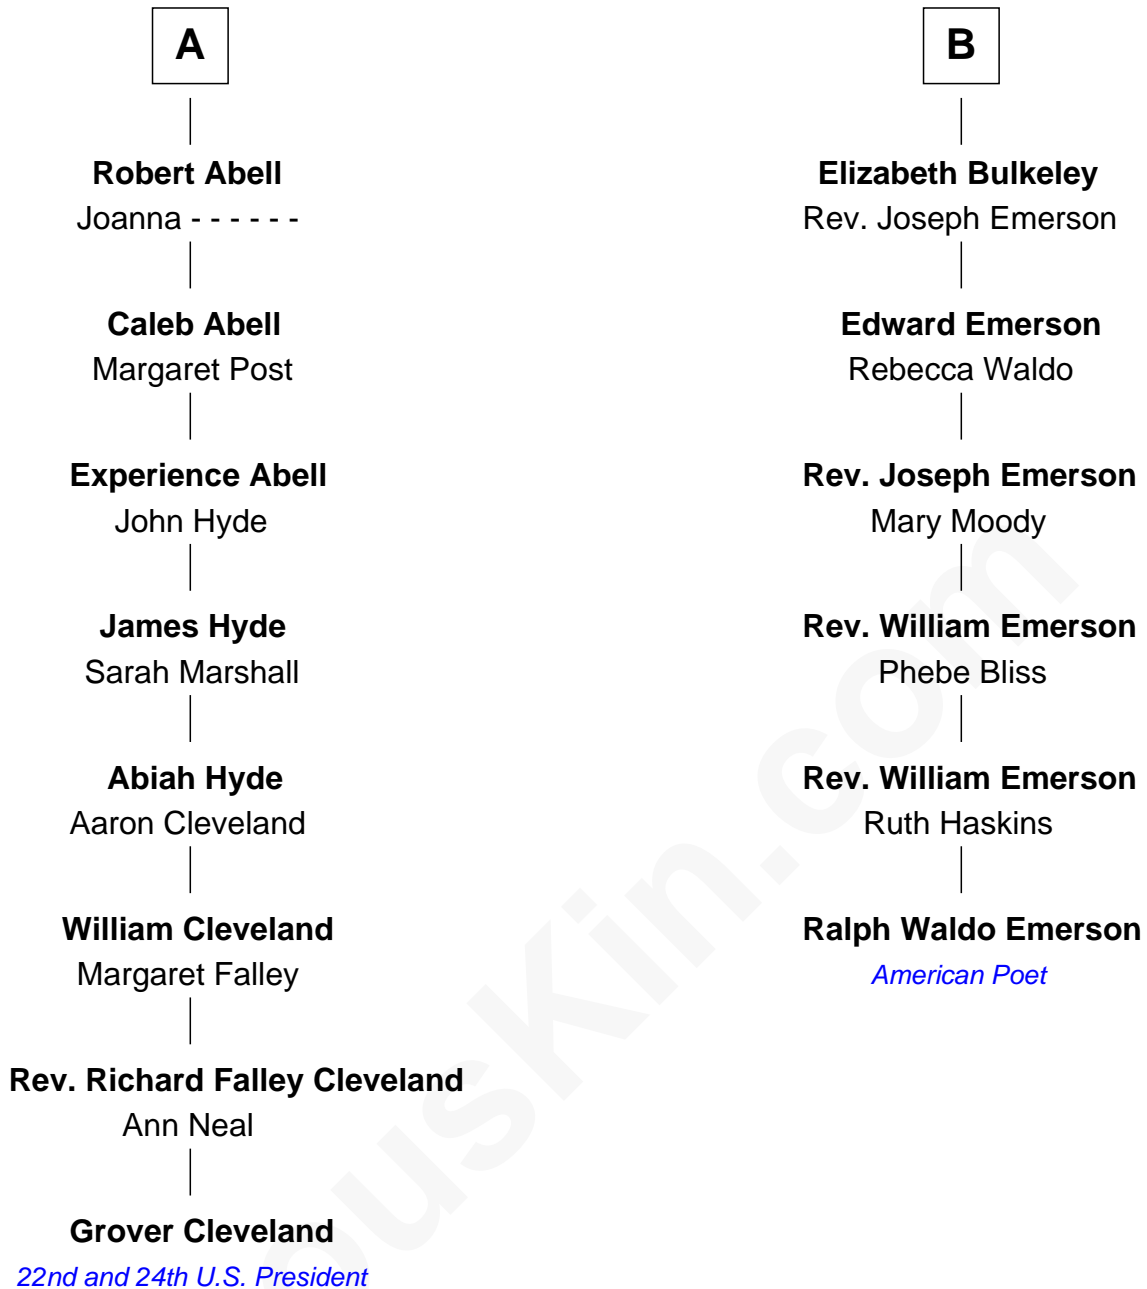 A
Robert Abell
Joanna - - - - - -
Caleb Abell
Margaret Post
Experience Abell
John Hyde
James Hyde
Sarah Marshall
Abiah Hyde
Aaron Cleveland
William Cleveland
Margaret Falley
Rev. Richard Falley Cleveland
Ann Neal
Grover Cleveland
22nd and 24th U.S. President
B
Elizabeth Bulkeley
Rev. Joseph Emerson
Edward Emerson
Rebecca Waldo
Rev. Joseph Emerson
Mary Moody
Rev. William Emerson
Phebe Bliss
Rev. William Emerson
Ruth Haskins
Ralph Waldo Emerson
American Poet
ousKin.com